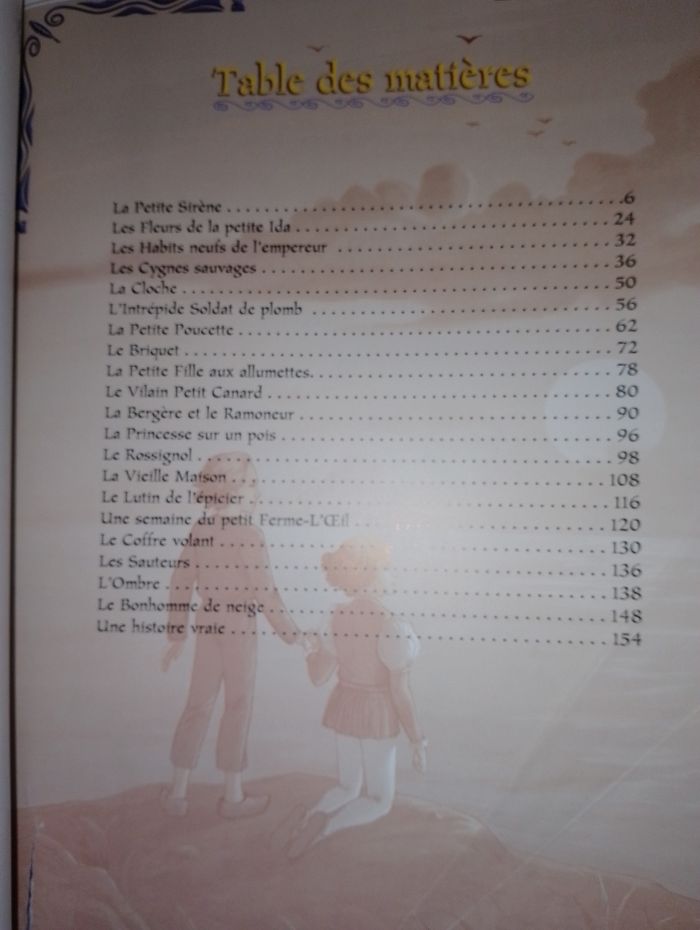 Table des matières
La Petite Sirène . . . . . . . . . . . . . . . . . . . . . . . . . . . . . . . . . . . . .6
Les Fleurs de la petite Ida . . . . . . . . . . . . . . . . . . . . . . . . . . . . . 24
Les Habits neufs de l'empereur . . . . . . . . . . . . . . . . . . . . . . . . . 32
Les Cygnes sauvages . . . . . . . . . . . . . . . . . . . . . . . . . . . . . . . . 36
La Cloche . . . . . . . . . . . . . . . . . . . . . . . . . . . . . . . . . . . . . . . 50
L'Intrépide Soldat de plomb . . . . . . . . . . . . . . . . . . . . . . . . . . . 56
La Petite Poucette . . . . . . . . . . . . . . . . . . . . . . . . . . . . . . . . . 62
Le Briquet . . . . . . . . . . . . . . . . . . . . . . . . . . . . . . . . . . . . . . 72
La Petite Fille aux allumettes. . . . . . . . . . . . . . . . . . . . . . . . . . . 78
Le Vilain Petit Canard . . . . . . . . . . . . . . . . . . . . . . . . . . . . . . 80
La Bergère et le Ramoneur . . . . . . . . . . . . . . . . . . . . . . . . . . . 90
La Princesse sur un pois . . . . . . . . . . . . . . . . . . . . . . . . . . . . . 96
Le Rossignol . . . . . . . . . . . . . . . . . . . . . . . . . . . . . . . . . . . . 98
La Vieille Maison . . . . . . . . . . . . . . . . . . . . . . . . . . . . . . . . 108
Le Lutin de l'épicier . . . . . . . . . . . . . . . . . . . . . . . . . . . . . . . 116
Une semaine du petit Ferme-L'Œil . . . . . . . . . . . . . . . . . . . . . 120
Le Coffre volant . . . . . . . . . . . . . . . . . . . . . . . . . . . . . . . . . 130
Les Sauteurs . . . . . . . . . . . . . . . . . . . . . . . . . . . . . . . . . . . 136
L'Ombre . . . . . . . . . . . . . . . . . . . . . . . . . . . . . . . . . . . . . . 138
Le Bonhomme de neige . . . . . . . . . . . . . . . . . . . . . . . . . . . . 148
Une histoire vraie . . . . . . . . . . . . . . . . . . . . . . . . . . . . . . . . 154